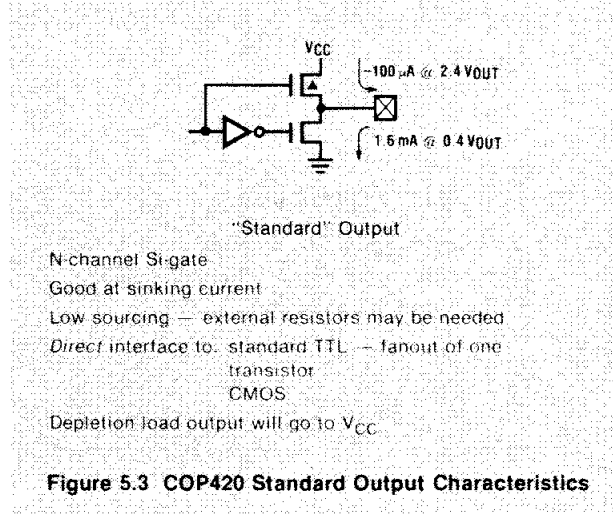 VCC
-100 µA @ 2.4 VOUT
1.6 mA @ 0.4 VOUT
"Standard" Output
N-channel Si-gate
Good at sinking current
Low sourcing — external resistors may be needed
Direct interface to: standard TTL — fanout of one
transistor
CMOS
Depletion load output will go to VCC
Figure 5.3 COP420 Standard Output Characteristics